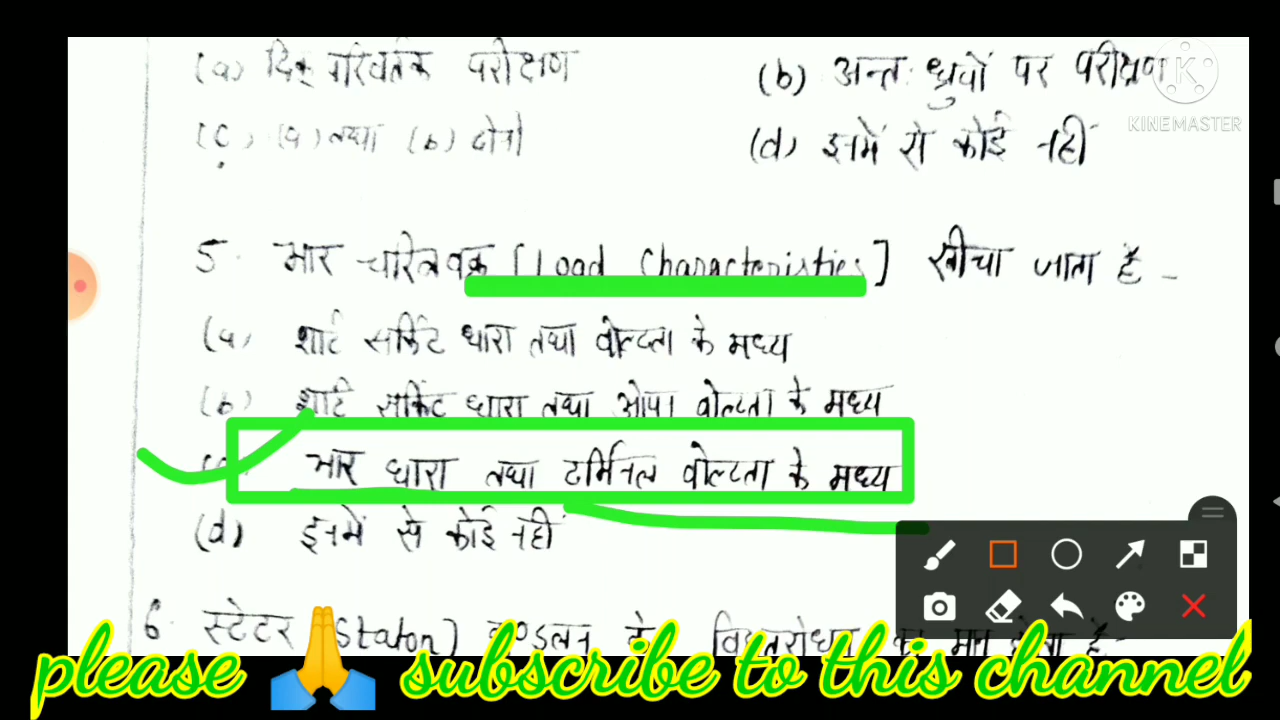 (a) दिक् परिवर्तक परीक्षण (b) अन्तः ध्रुवों पर परीक्षण
(c) (a) तथा (b) दोनों (d) इनमें से कोई नहीं
KINEMASTER
5. भार चरित्रवक्र [Load Characteristics] खींचा जाता है -
(a) शार्ट सर्किट धारा तथा वोल्टता के मध्य
(b) शार्ट सर्किट धारा तथा ओपन वोल्टता के मध्य
भार धारा तथा टर्मिनल वोल्टता के मध्य
(d) इनमें से कोई नहीं
6. स्टेटर
please subscribe to this channel